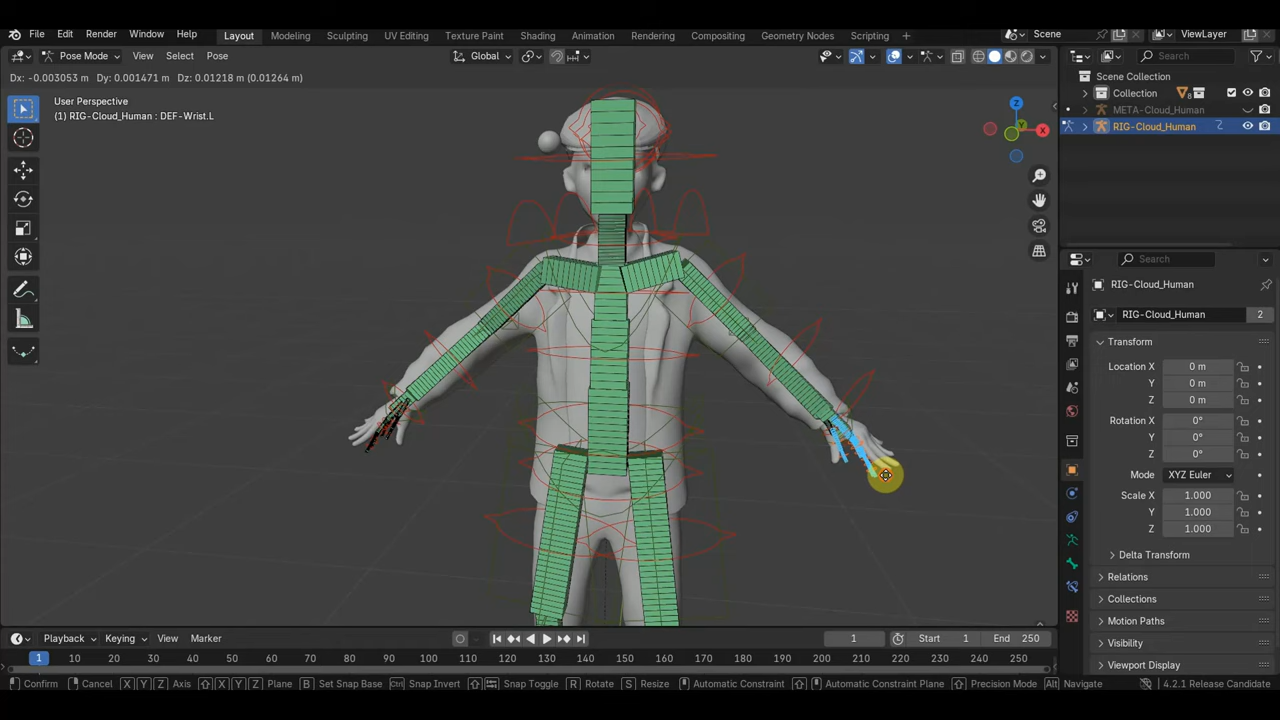 File Edit Render Window Help Layout Modeling Sculpting UV Editing Texture Paint Shading Animation Rendering Compositing Geometry Nodes Scripting Scene ViewLayer
Pose Mode View Select Pose Global Search
Dx: -0.003053 m Dy: 0.001471 m Dz: 0.01218 m (0.01264 m)
User Perspective
(1) RIG-Cloud_Human : DEF-Wrist.L
Z
Y
X
Scene Collection
Collection 8
META-Cloud_Human
RIG-Cloud_Human
Search
RIG-Cloud_Human
RIG-Cloud_Human 2
Transform
Location X 0 m
Y 0 m
Z 0 m
Rotation X 0°
Y 0°
Z 0°
Mode XYZ Euler
Scale X 1.000
Y 1.000
Z 1.000
Delta Transform
Relations
Collections
Motion Paths
Visibility
Viewport Display
Playback Keying View Marker 1 Start 1 End 250
1 10 20 30 40 50 60 70 80 90 100 110 120 130 140 150 160 170 180 190 200 210 220 230 240 250
Confirm Cancel X Y Z Axis X Y Z Plane B Set Snap Base Ctrl Snap Invert Snap Toggle R Rotate S Resize Automatic Constraint Automatic Constraint Plane Precision Mode Alt Navigate 4.2.1 Release Candidate